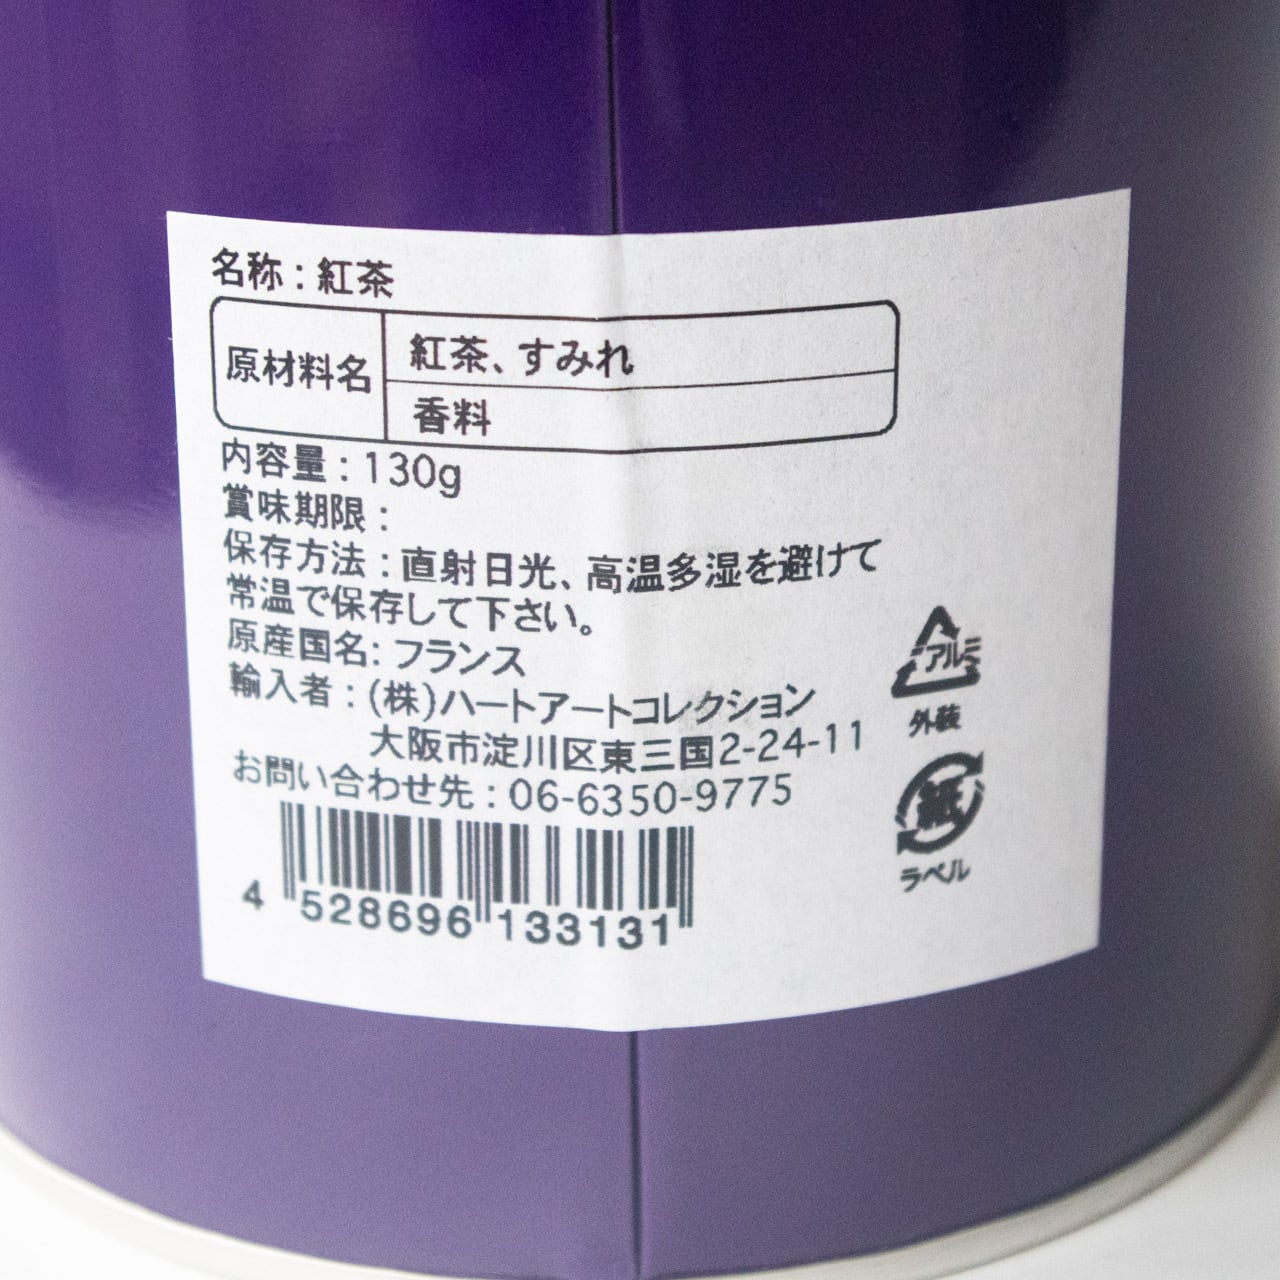 名称：紅茶
原材料名
紅茶、すみれ
香料
内容量：130g
賞味期限：
保存方法：直射日光、高温多湿を避けて
常温で保存して下さい。
原産国名：フランス
輸入者：(株)ハートアートコレクション
大阪市淀川区東三国2-24-11
お問い合わせ先：06-6350-9775
4 528696 133131
アルミ
外装
紙
ラベル